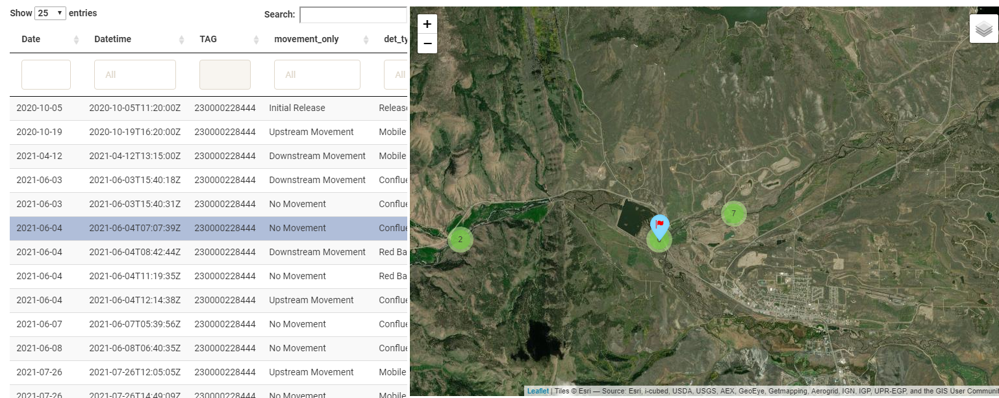 Show 25 entries
Search:
Date Datetime TAG movement_only det_ty
All All All
2020-10-05 2020-10-05T11:20:00Z 230000228444 Initial Release Release
2020-10-19 2020-10-19T16:20:00Z 230000228444 Upstream Movement Mobile
2021-04-12 2021-04-12T13:15:00Z 230000228444 Downstream Movement Mobile
2021-06-03 2021-06-03T15:40:18Z 230000228444 Downstream Movement Conflue
2021-06-03 2021-06-03T15:40:31Z 230000228444 No Movement Conflue
2021-06-04 2021-06-04T07:07:39Z 230000228444 No Movement Conflue
2021-06-04 2021-06-04T08:42:44Z 230000228444 Downstream Movement Red Ba
2021-06-04 2021-06-04T11:19:35Z 230000228444 No Movement Red Ba
2021-06-04 2021-06-04T12:14:38Z 230000228444 Upstream Movement Conflue
2021-06-07 2021-06-07T05:39:56Z 230000228444 No Movement Conflue
2021-06-08 2021-06-08T06:40:35Z 230000228444 No Movement Conflue
2021-07-26 2021-07-26T12:05:05Z 230000228444 Upstream Movement Mobile
2021-07-26 2021-07-26T14:49:09Z 230000228444 No Movement Mobile
+
−
7
2
Leaflet | Tiles © Esri — Source: Esri, i-cubed, USDA, USGS, AEX, GeoEye, Getmapping, Aerogrid, IGN, IGP, UPR-EGP, and the GIS User Commun